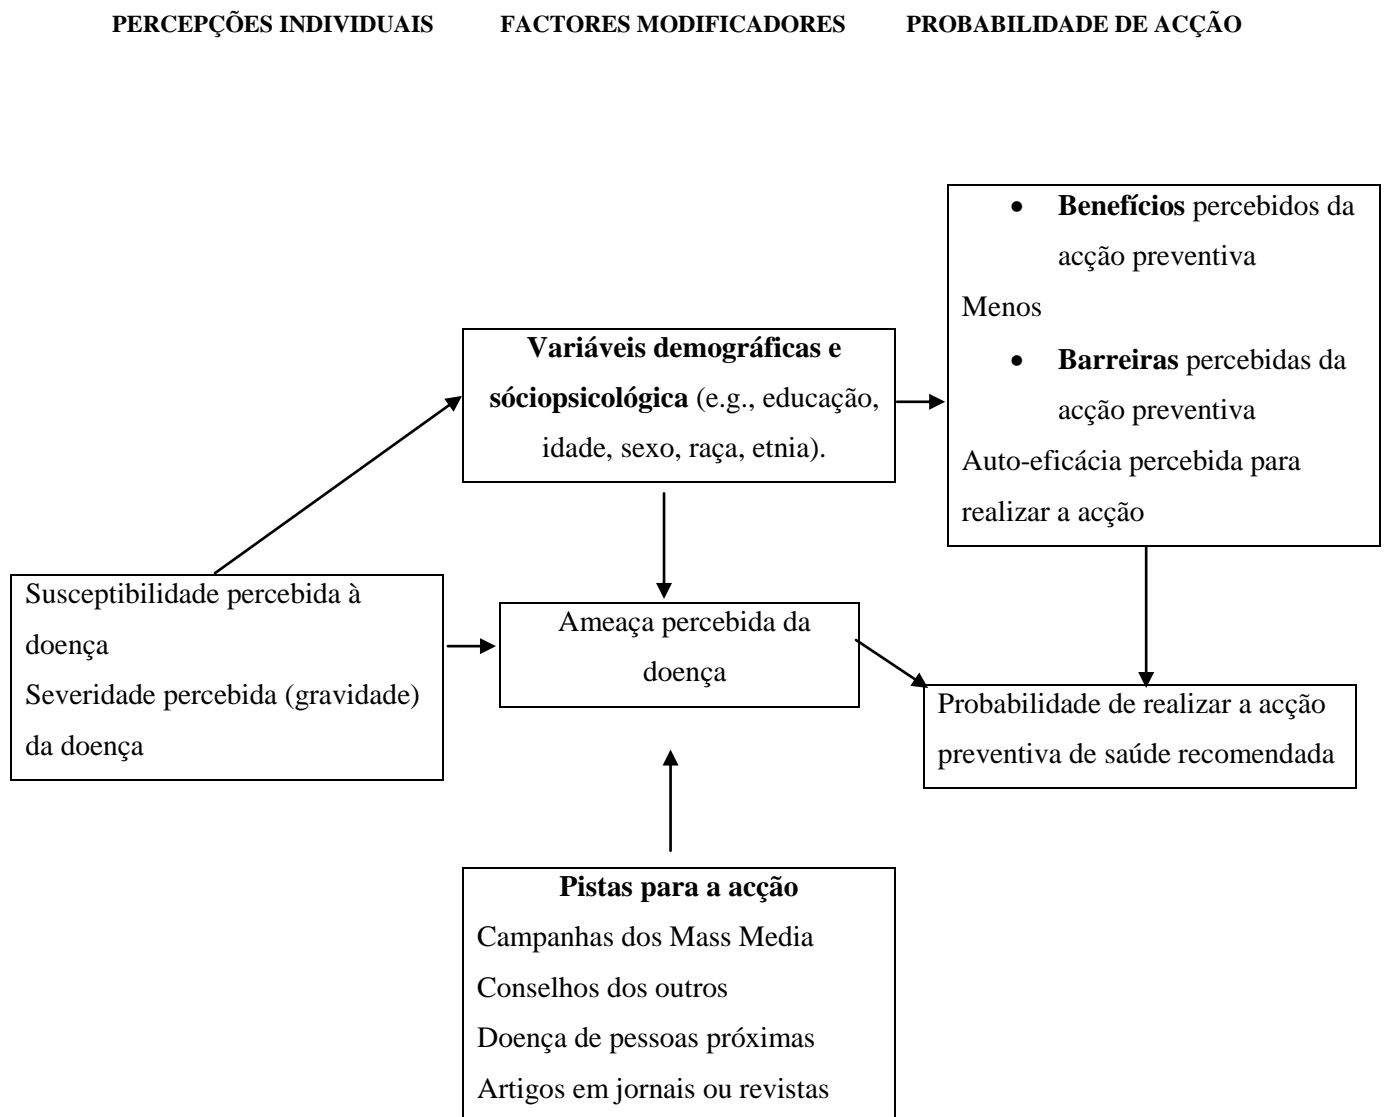 PERCEPÇÕES INDIVIDUAIS FACTORES MODIFICADORES PROBABILIDADE DE ACÇÃO
• Benefícios percebidos da
acção preventiva
Menos
• Barreiras percebidas da
acção preventiva
Auto-eficácia percebida para
realizar a acção
Variáveis demográficas e
sóciopsicológica (e.g., educação,
idade, sexo, raça, etnia).
Susceptibilidade percebida à
doença
Severidade percebida (gravidade)
da doença
Ameaça percebida da
doença
Probabilidade de realizar a acção
preventiva de saúde recomendada
Pistas para a acção
Campanhas dos Mass Media
Conselhos dos outros
Doença de pessoas próximas
Artigos em jornais ou revistas